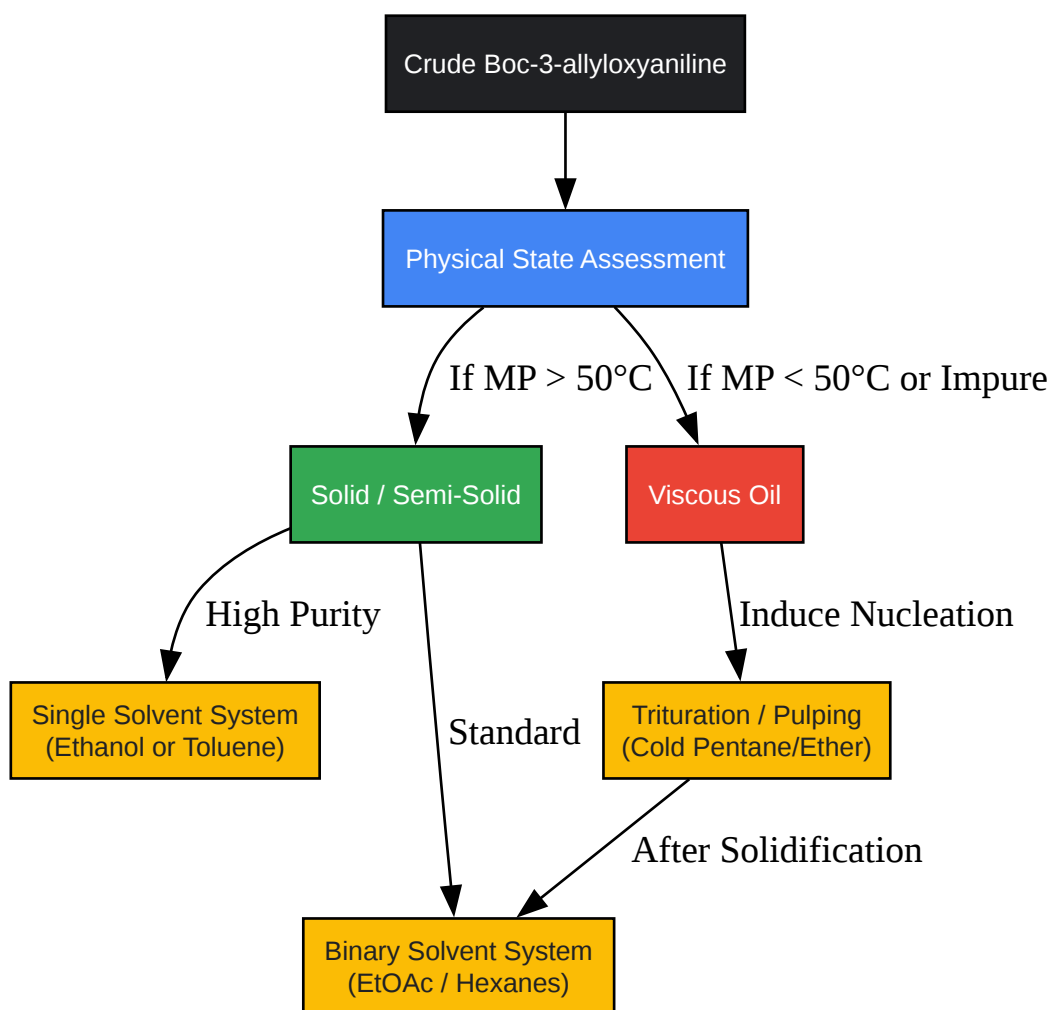 Crude Boc-3-allyloxyaniline
Physical State Assessment
If MP > 50°C
If MP < 50°C or Impure
Solid / Semi-Solid
Viscous Oil
High Purity
Induce Nucleation
Single Solvent System
(Ethanol or Toluene)
Standard
Trituration / Pulping
(Cold Pentane/Ether)
After Solidification
Binary Solvent System
(EtOAc / Hexanes)